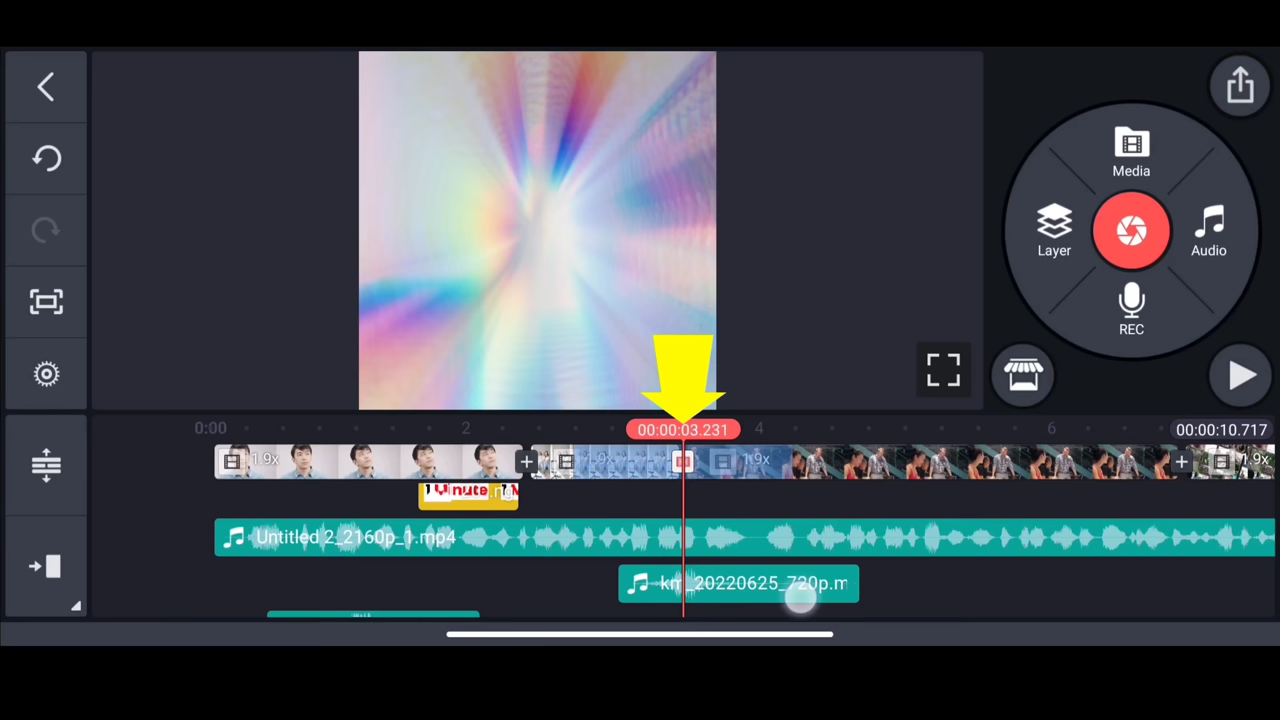 Media
Layer
Audio
REC
0:00
2
00:00:03.231
4
6
00:00:10.717
1.9x
1.9x
1.9x
1.9x
Untitled 2_2160p_1.mp4
km_20220625_720p.m